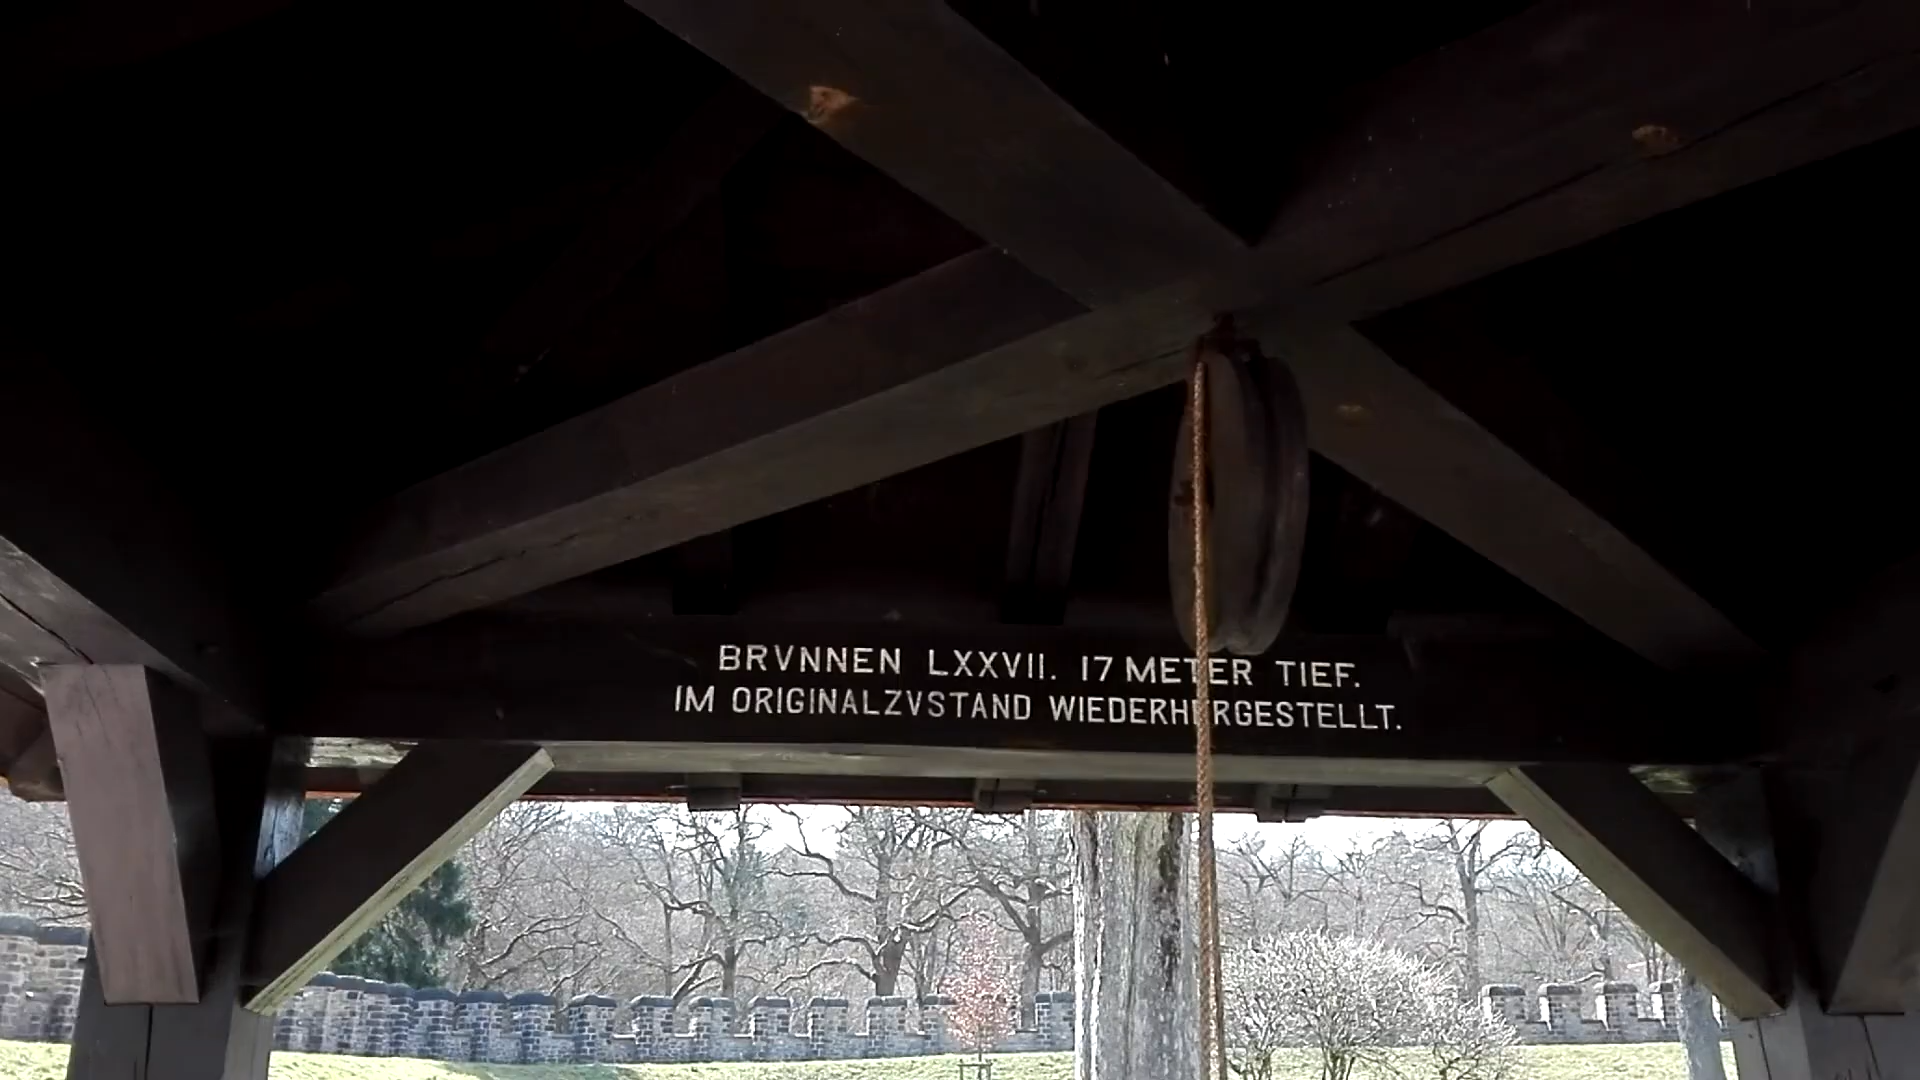 BRVNNEN LXXVII. 17 METER TIEF.
IM ORIGINALZVSTAND WIEDERHERGESTELLT.